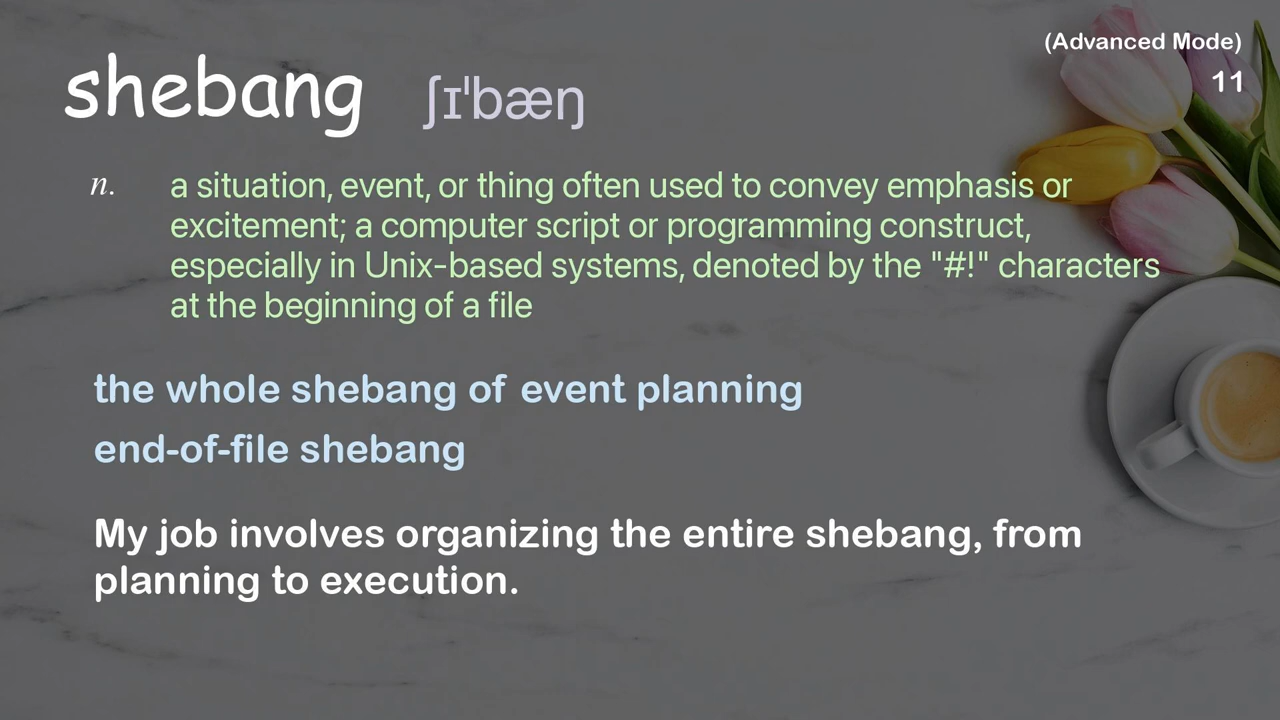 (Advanced Mode)
shebang ʃɪˈbæŋ
11
n. a situation, event, or thing often used to convey emphasis or
excitement; a computer script or programming construct,
especially in Unix-based systems, denoted by the "#!" characters
at the beginning of a file
the whole shebang of event planning
end-of-file shebang
My job involves organizing the entire shebang, from
planning to execution.